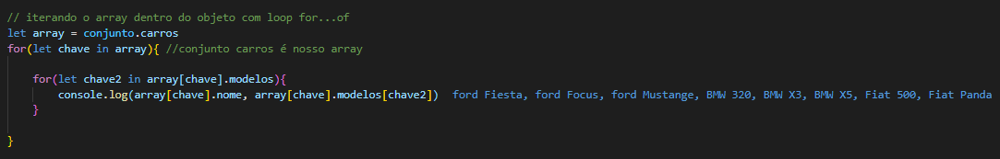 // iterando o array dentro do objeto com loop for...of
let array = conjunto.carros
for(let chave in array){ //conjunto carros é nosso array
for(let chave2 in array[chave].modelos){
console.log(array[chave].nome, array[chave].modelos[chave2]) ford Fiesta, ford Focus, ford Mustange, BMW 320, BMW X3, BMW X5, Fiat 500, Fiat Panda
}
}